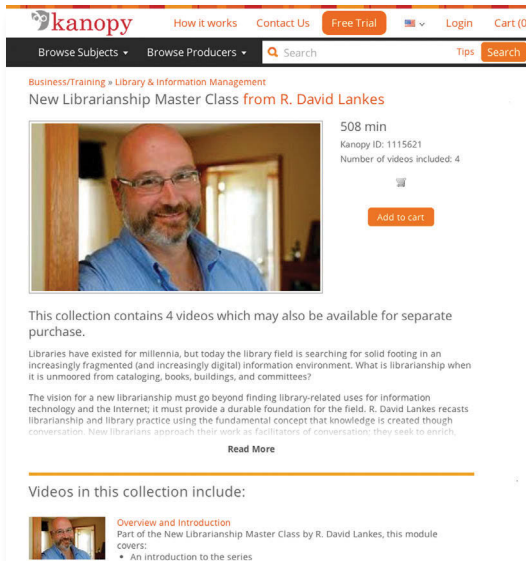 kanopy
How it works Contact Us Free Trial Login Cart (0
Browse Subjects Browse Producers Search Tips Search
Business/Training » Library & Information Management
New Librarianship Master Class from R. David Lankes
508 min
Kanopy ID: 1115621
Number of videos included: 4
Add to cart
This collection contains 4 videos which may also be available for separate
purchase.
Libraries have existed for millennia, but today the library field is searching for solid footing in an
increasingly fragmented (and increasingly digital) information environment. What is librarianship when
it is unmoored from cataloging, books, buildings, and committees?
The vision for a new librarianship must go beyond finding library-related uses for information
technology and the Internet; it must provide a durable foundation for the field. R. David Lankes recasts
librarianship and library practice using the fundamental concept that knowledge is created though
conversation. New librarians approach their work as facilitators of conversation; they seek to enrich,
Read More
Videos in this collection include:
Overview and Introduction
Part of the New Librarianship Master Class by R. David Lankes, this module
covers:
• An introduction to the series